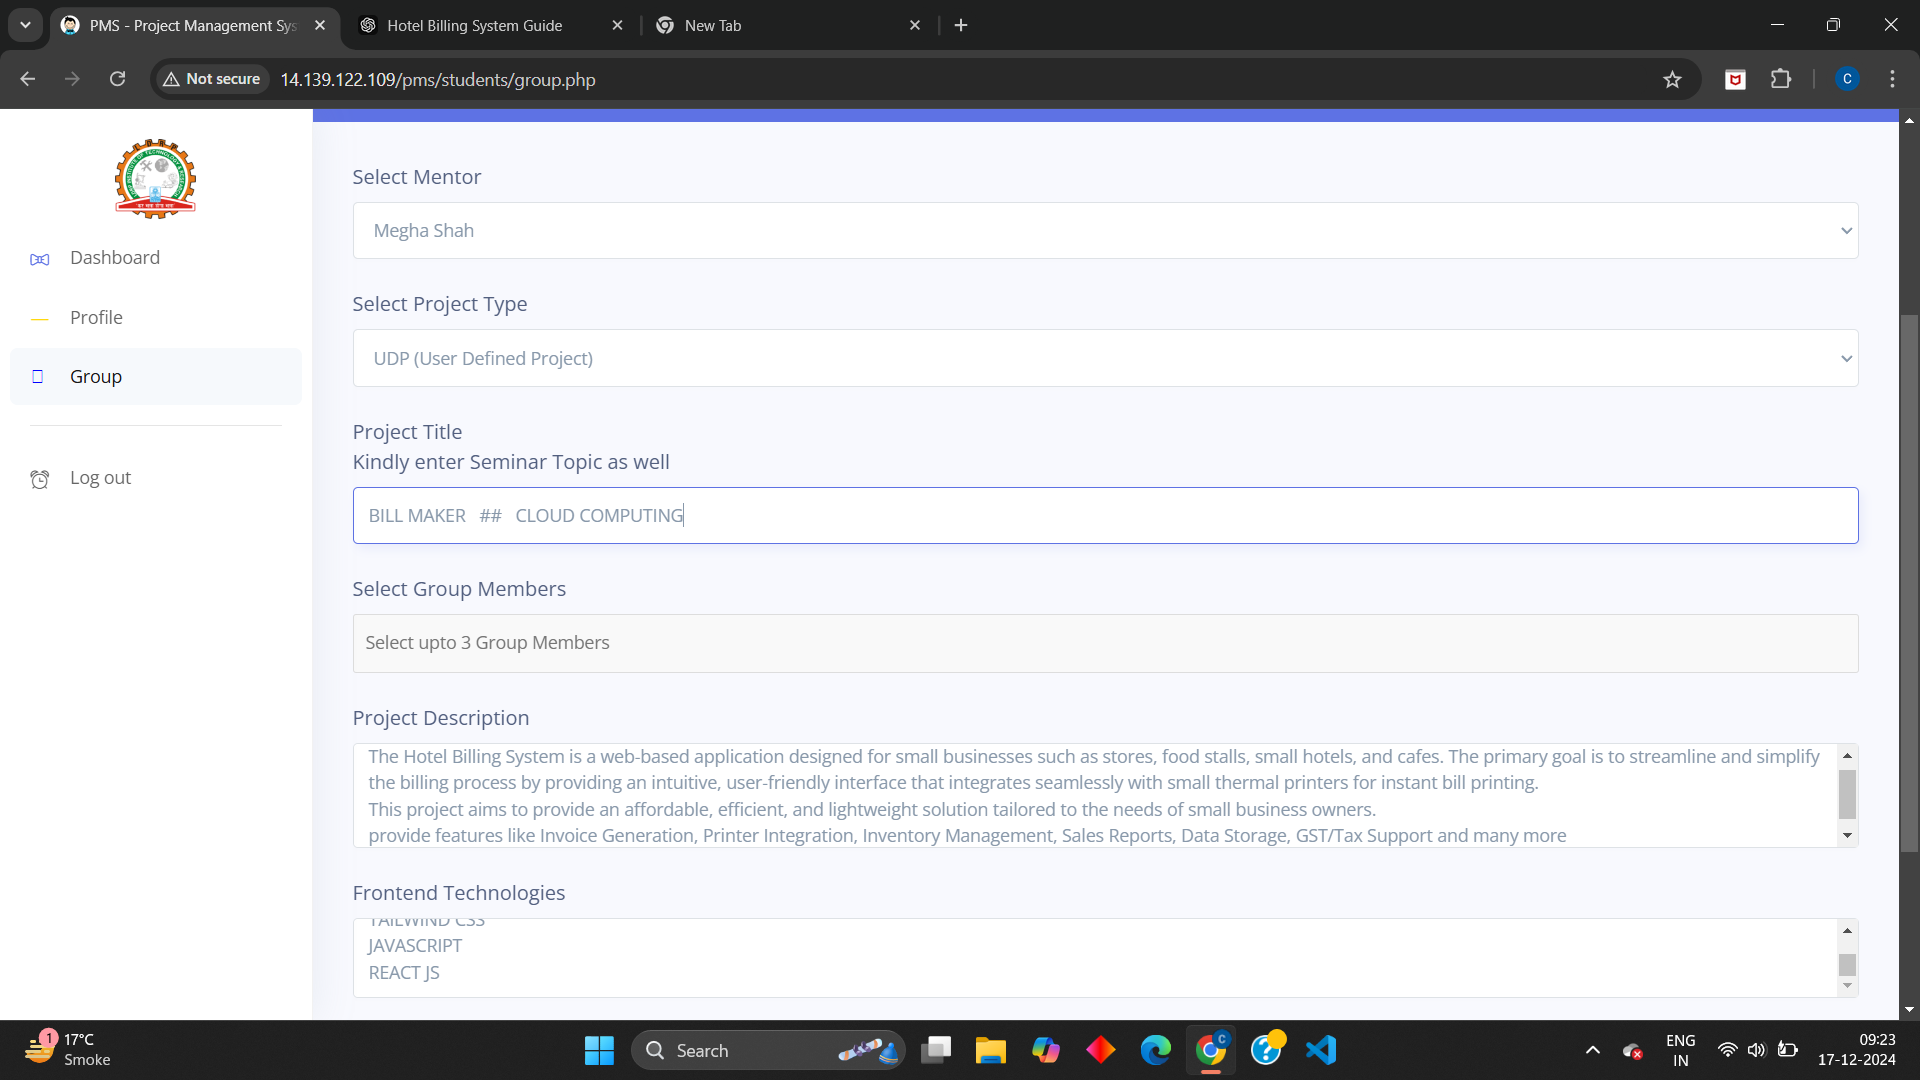 PMS - Project Management Sys
Hotel Billing System Guide
New Tab
Not secure
14.139.122.109/pms/students/group.php
C
Dashboard
Profile
Group
Log out
Select Mentor
Megha Shah
Select Project Type
UDP (User Defined Project)
Project Title
Kindly enter Seminar Topic as well
BILL MAKER ## CLOUD COMPUTING
Select Group Members
Select upto 3 Group Members
Project Description
The Hotel Billing System is a web-based application designed for small businesses such as stores, food stalls, small hotels, and cafes. The primary goal is to streamline and simplify
the billing process by providing an intuitive, user-friendly interface that integrates seamlessly with small thermal printers for instant bill printing.
This project aims to provide an affordable, efficient, and lightweight solution tailored to the needs of small business owners.
provide features like Invoice Generation, Printer Integration, Inventory Management, Sales Reports, Data Storage, GST/Tax Support and many more
Frontend Technologies
TAILWIND CSS
JAVASCRIPT
REACT JS
1
17°C
Smoke
Search
C
ENG
IN
09:23
17-12-2024